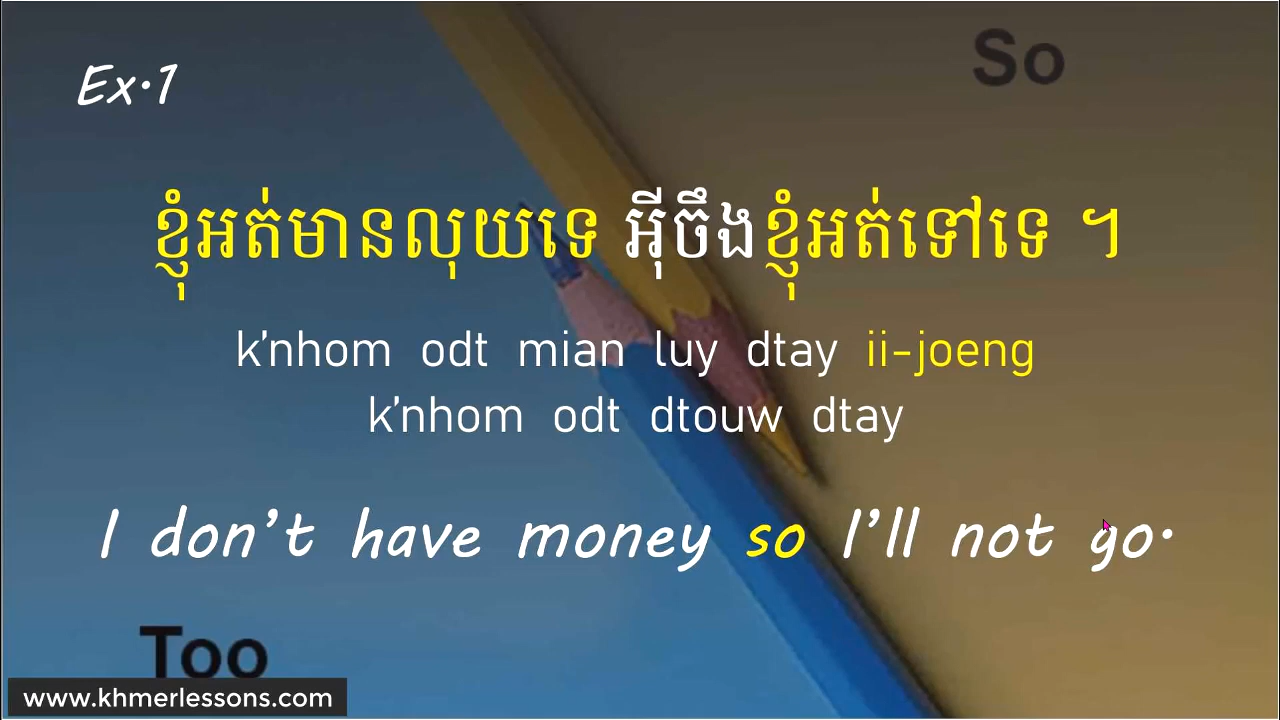 So
Ex.1
ខ្ញុំអត់មានលុយទេ អ៊ីចឹងខ្ញុំអត់ទៅទេ ។
k'nhom odt mian luy dtay ii-joeng
k'nhom odt dtouw dtay
I don't have money so I'll not go.
Too
www.khmerlessons.com